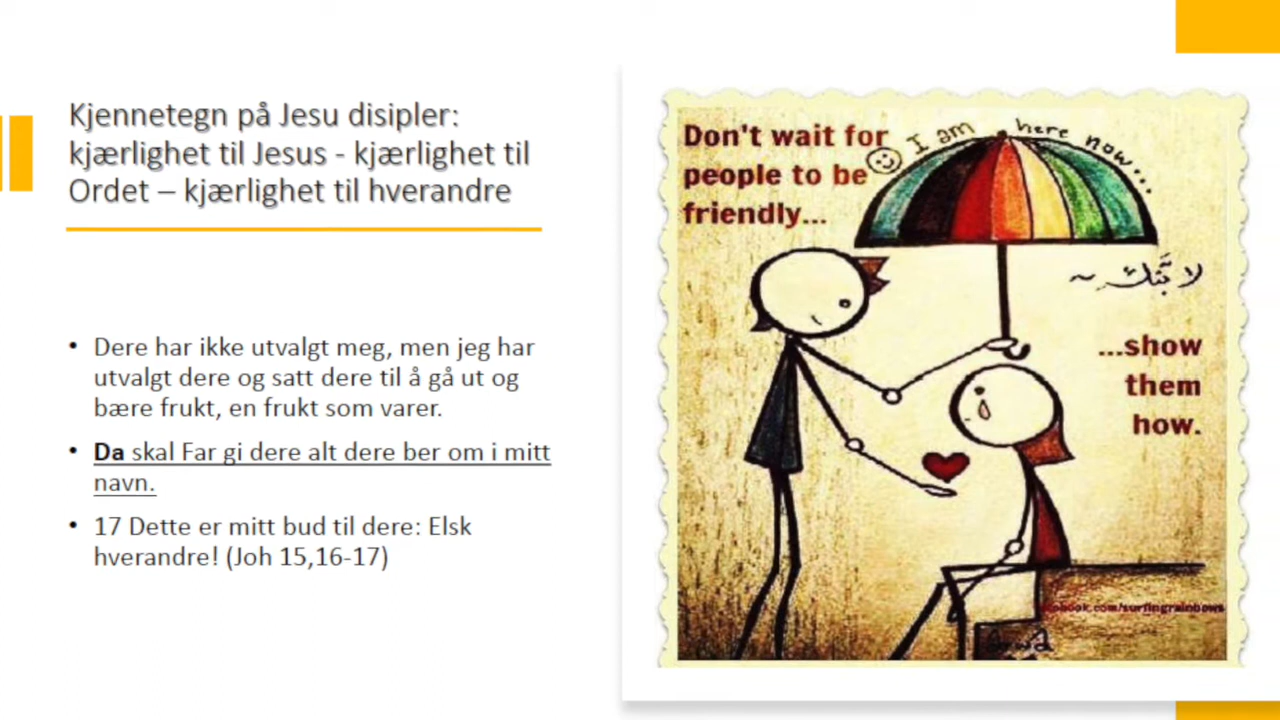 Kjennetegn på Jesu disipler:
kjærlighet til Jesus - kjærlighet til
Ordet – kjærlighet til hverandre
• Dere har ikke utvalgt meg, men jeg har
utvalgt dere og satt dere til å gå ut og
bære frukt, en frukt som varer.
• Da skal Far gi dere alt dere ber om i mitt
navn.
• 17 Dette er mitt bud til dere: Elsk
hverandre! (Joh 15,16-17)
Don't wait for
people to be
friendly...
I am here now...
...show
them
how.